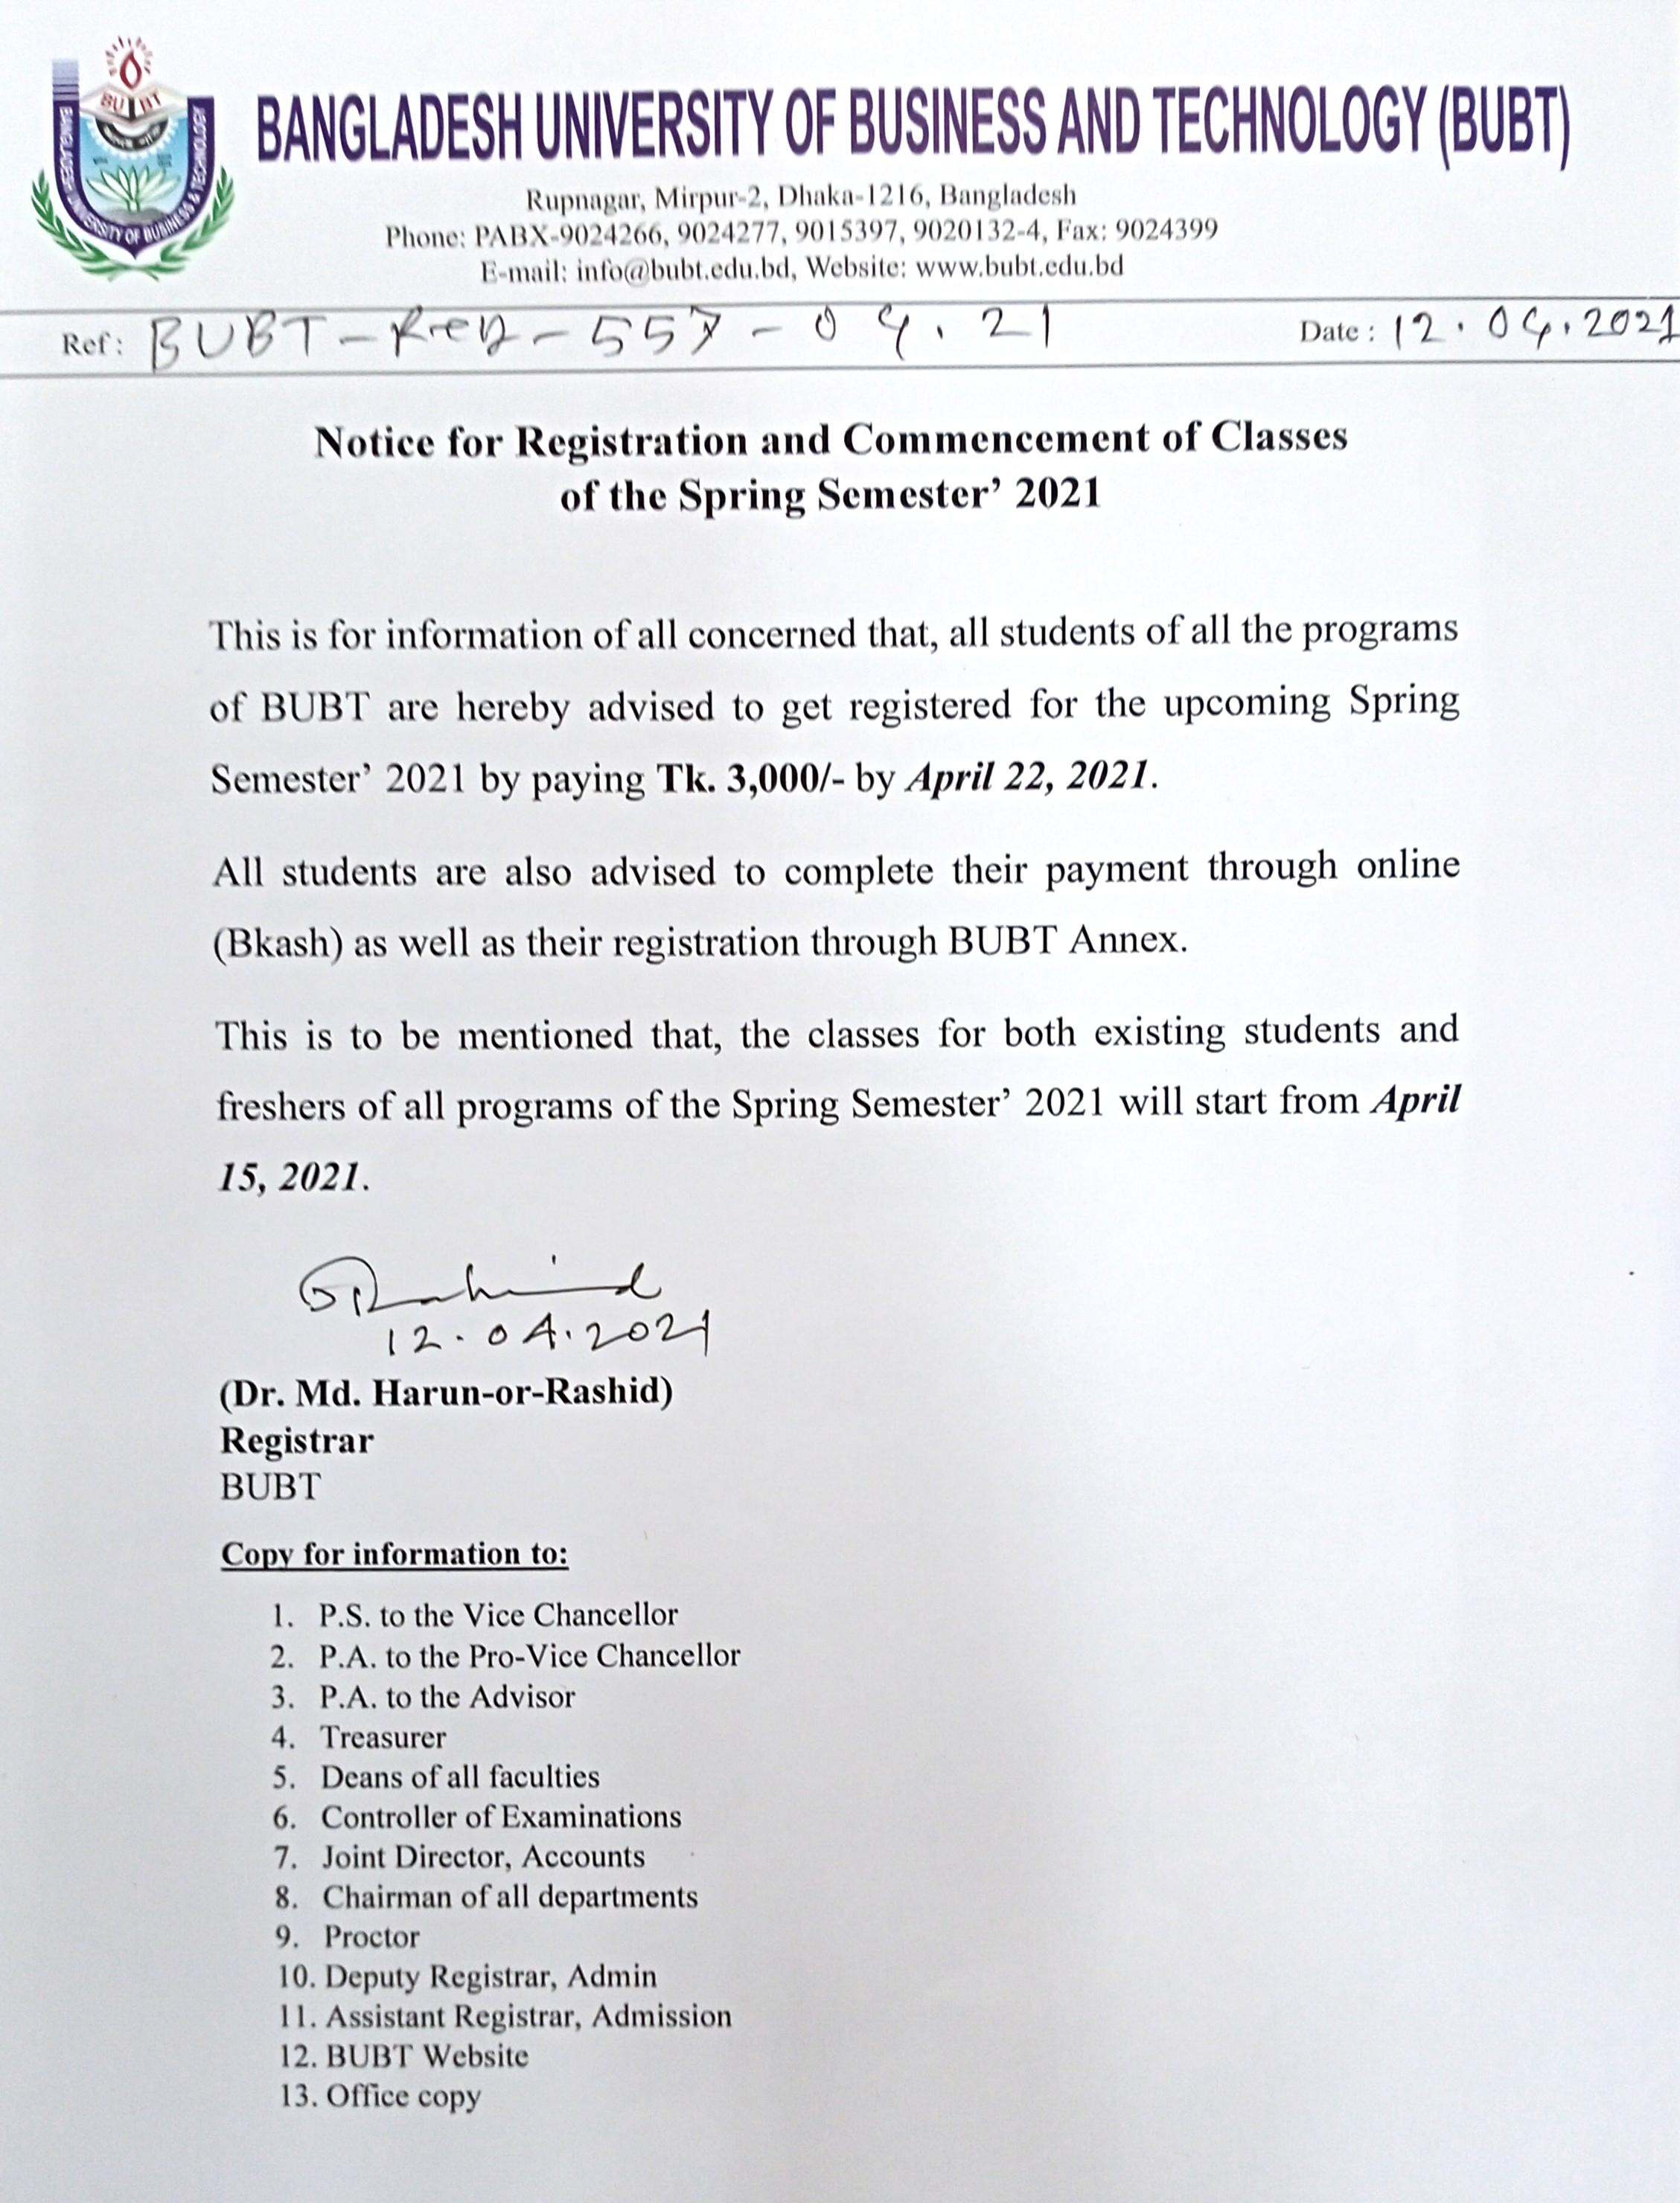 BUBT
BANGLADESH UNIVERSITY OF BUSINESS & TECHNOLOGY
BANGLADESH UNIVERSITY OF BUSINESS AND TECHNOLOGY (BUBT)
Rupnagar, Mirpur-2, Dhaka-1216, Bangladesh
Phone: PABX-9024266, 9024277, 9015397, 9020132-4, Fax: 9024399
E-mail: info@bubt.edu.bd, Website: www.bubt.edu.bd
Ref: BUBT-Reg-557-04.21 Date: 12.04.2021
Notice for Registration and Commencement of Classes
of the Spring Semester’ 2021
This is for information of all concerned that, all students of all the programs
of BUBT are hereby advised to get registered for the upcoming Spring
Semester’ 2021 by paying Tk. 3,000/- by April 22, 2021.
All students are also advised to complete their payment through online
(Bkash) as well as their registration through BUBT Annex.
This is to be mentioned that, the classes for both existing students and
freshers of all programs of the Spring Semester’ 2021 will start from April
15, 2021.
12.04.2021
(Dr. Md. Harun-or-Rashid)
Registrar
BUBT
Copy for information to:
1. P.S. to the Vice Chancellor
2. P.A. to the Pro-Vice Chancellor
3. P.A. to the Advisor
4. Treasurer
5. Deans of all faculties
6. Controller of Examinations
7. Joint Director, Accounts
8. Chairman of all departments
9. Proctor
10. Deputy Registrar, Admin
11. Assistant Registrar, Admission
12. BUBT Website
13. Office copy